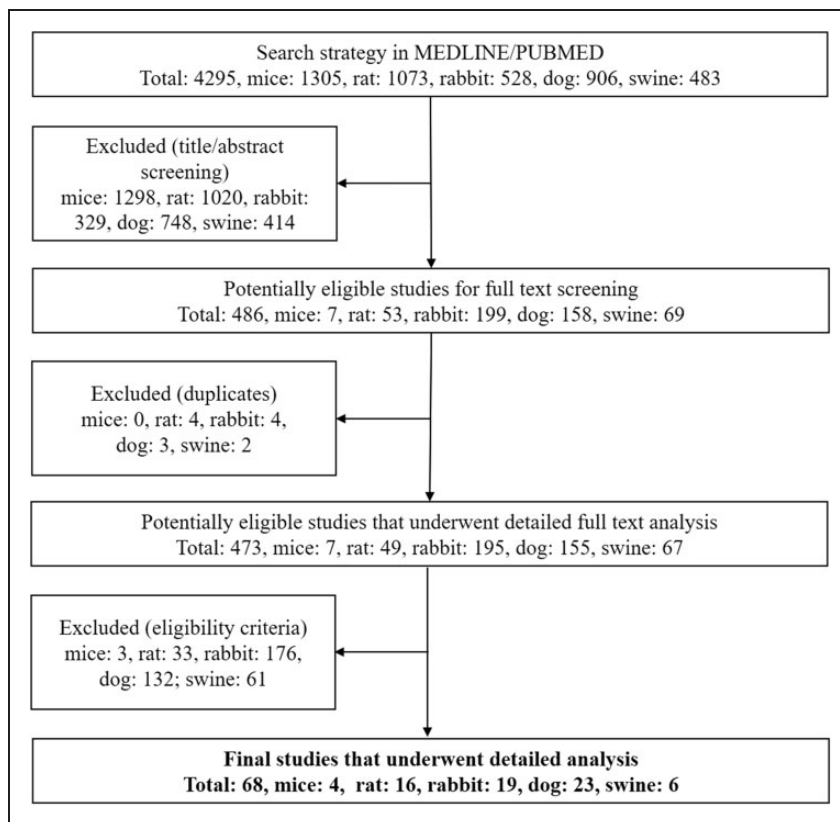 Search strategy in MEDLINE/PUBMED
Total: 4295, mice: 1305, rat: 1073, rabbit: 528, dog: 906, swine: 483
Excluded (title/abstract
screening)
mice: 1298, rat: 1020, rabbit:
329, dog: 748, swine: 414
Potentially eligible studies for full text screening
Total: 486, mice: 7, rat: 53, rabbit: 199, dog: 158, swine: 69
Excluded (duplicates)
mice: 0, rat: 4, rabbit: 4,
dog: 3, swine: 2
Potentially eligible studies that underwent detailed full text analysis
Total: 473, mice: 7, rat: 49, rabbit: 195, dog: 155, swine: 67
Excluded (eligibility criteria)
mice: 3, rat: 33, rabbit: 176,
dog: 132; swine: 61
Final studies that underwent detailed analysis
Total: 68, mice: 4, rat: 16, rabbit: 19, dog: 23, swine: 6